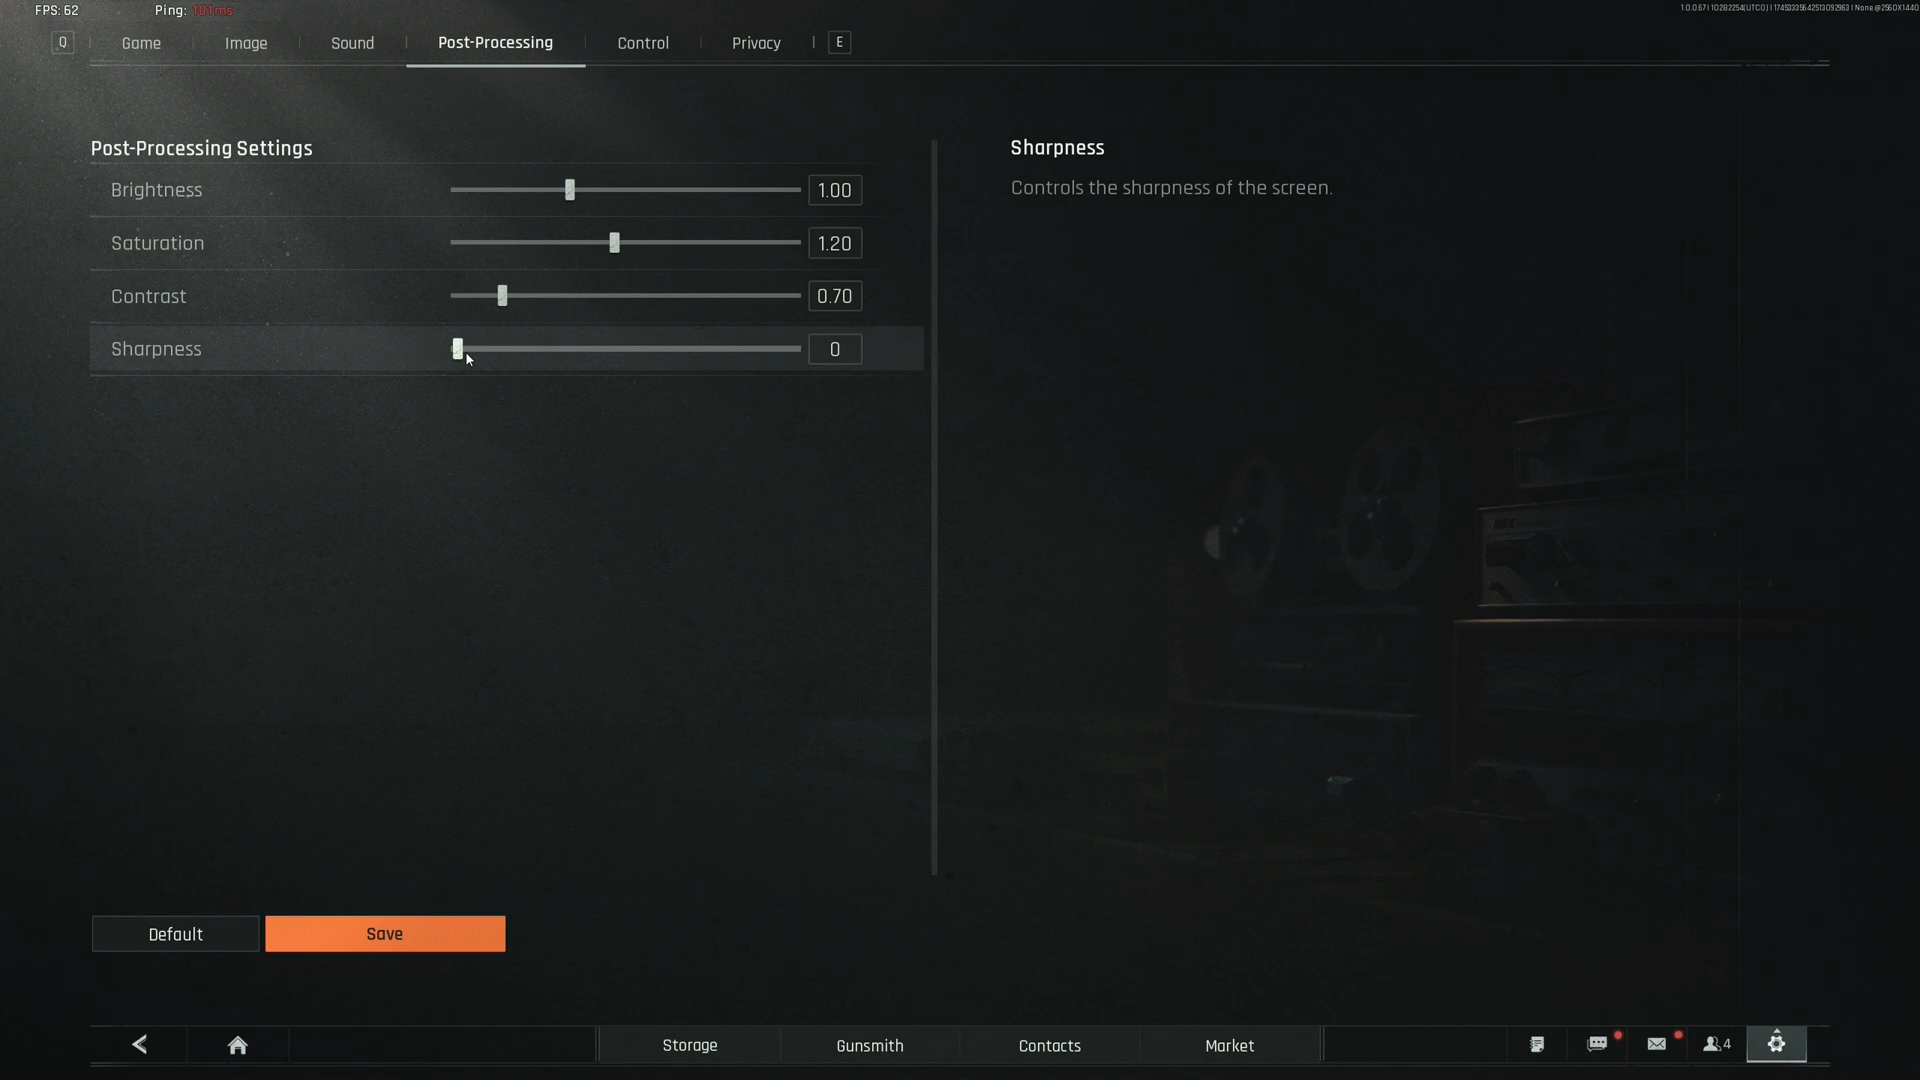 FPS: 62 Ping: 101ms
Q Game Image Sound Post-Processing Control Privacy E
Post-Processing Settings
Brightness 1.00
Saturation 1.20
Contrast 0.70
Sharpness 0
Sharpness
Controls the sharpness of the screen.
Default Save
Storage Gunsmith Contacts Market 4